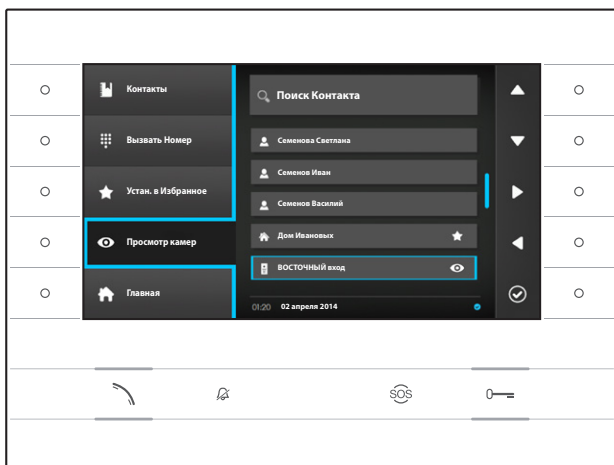 Контакты
Вызвать Номер
Устан. в Избранное
Просмотр камер
Главная
Поиск Контакта
Семенова Светлана
Семенов Иван
Семенов Василий
Дом Ивановых
ВОСТОЧНЫЙ вход
01:20 02 апреля 2014
SOS